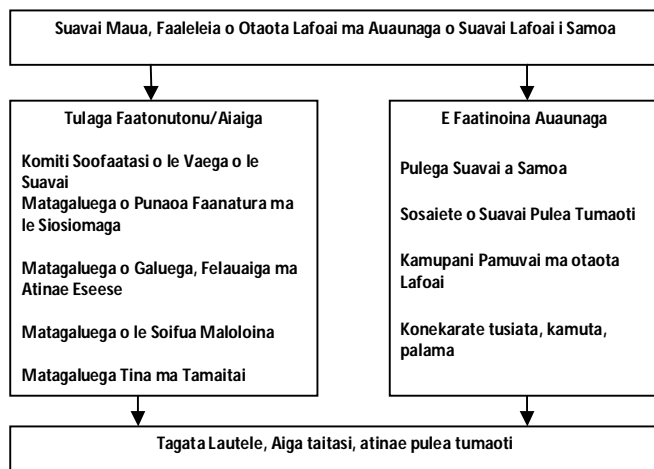 Suavai Maua, Faaleleia o Otaota Lafoai ma Auaunaga o Suavai Lafoai i Samoa
Tulaga Faatonutonu/Aiaiga
Komiti Soofaatasi o le Vaega o le
Suavai
Matagaluega o Punaoa Faanatura ma
le Siosiomaga
Matagaluega o Galuega, Felauaiga ma
Atinae Eseese
Matagaluega o le Soifua Maloloina
Matagaluega Tina ma Tamaitai
E Faatinoina Auaunaga
Pulega Suavai a Samoa
Sosaiete o Suavai Pulea Tumaoti
Kamupani Pamuvai ma otaota
Lafoai
Konekarate tusiata, kamuta,
palama
Tagata Lautele, Aiga taitasi, atinae pulea tumaoti